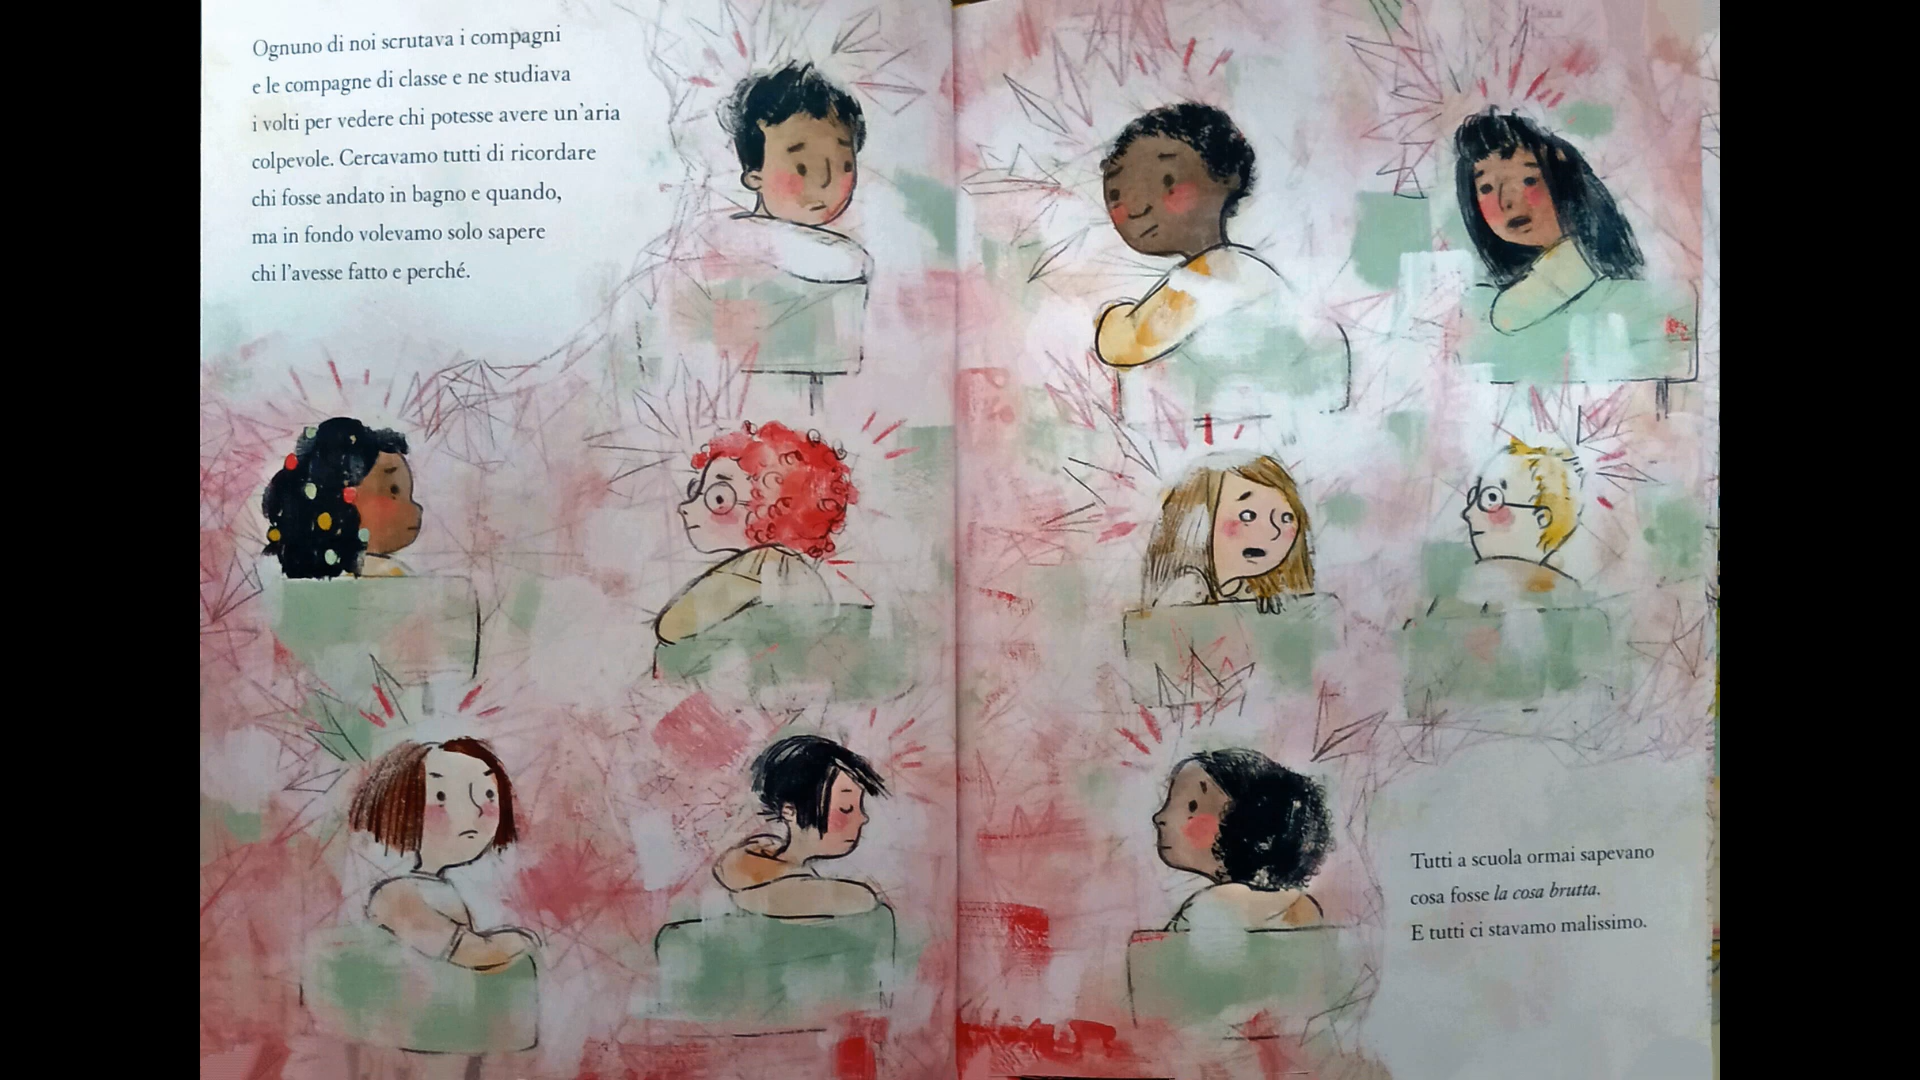 Ognuno di noi scrutava i compagni
e le compagne di classe e ne studiava
i volti per vedere chi potesse avere un'aria
colpevole. Cercavamo tutti di ricordare
chi fosse andato in bagno e quando,
ma in fondo volevamo solo sapere
chi l'avesse fatto e perché.
Tutti a scuola ormai sapevano
cosa fosse la cosa brutta.
E tutti ci stavamo malissimo.